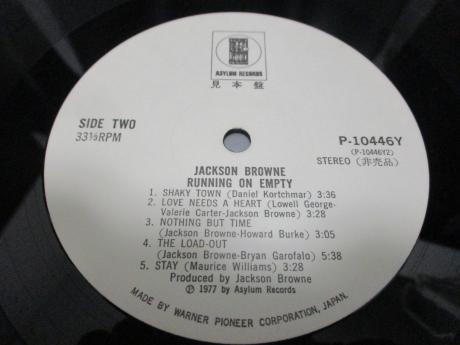 ASYLUM RECORDS
見本盤
SIDE TWO
33⅓RPM
P-10446Y
(P-10446Y2)
STEREO (非売品)
JACKSON BROWNE
RUNNING ON EMPTY
1. SHAKY TOWN (Daniel Kortchmar) 3:36
2. LOVE NEEDS A HEART (Lowell George-
Valerie Carter-Jackson Browne) 3:28
3. NOTHING BUT TIME
(Jackson Browne-Howard Burke) 3:05
4. THE LOAD-OUT
(Jackson Browne-Bryan Garofalo) 5:38
5. STAY (Maurice Williams) 3:28
Produced by Jackson Browne
℗ 1977 by Asylum Records
MADE BY WARNER PIONEER CORPORATION, JAPAN.